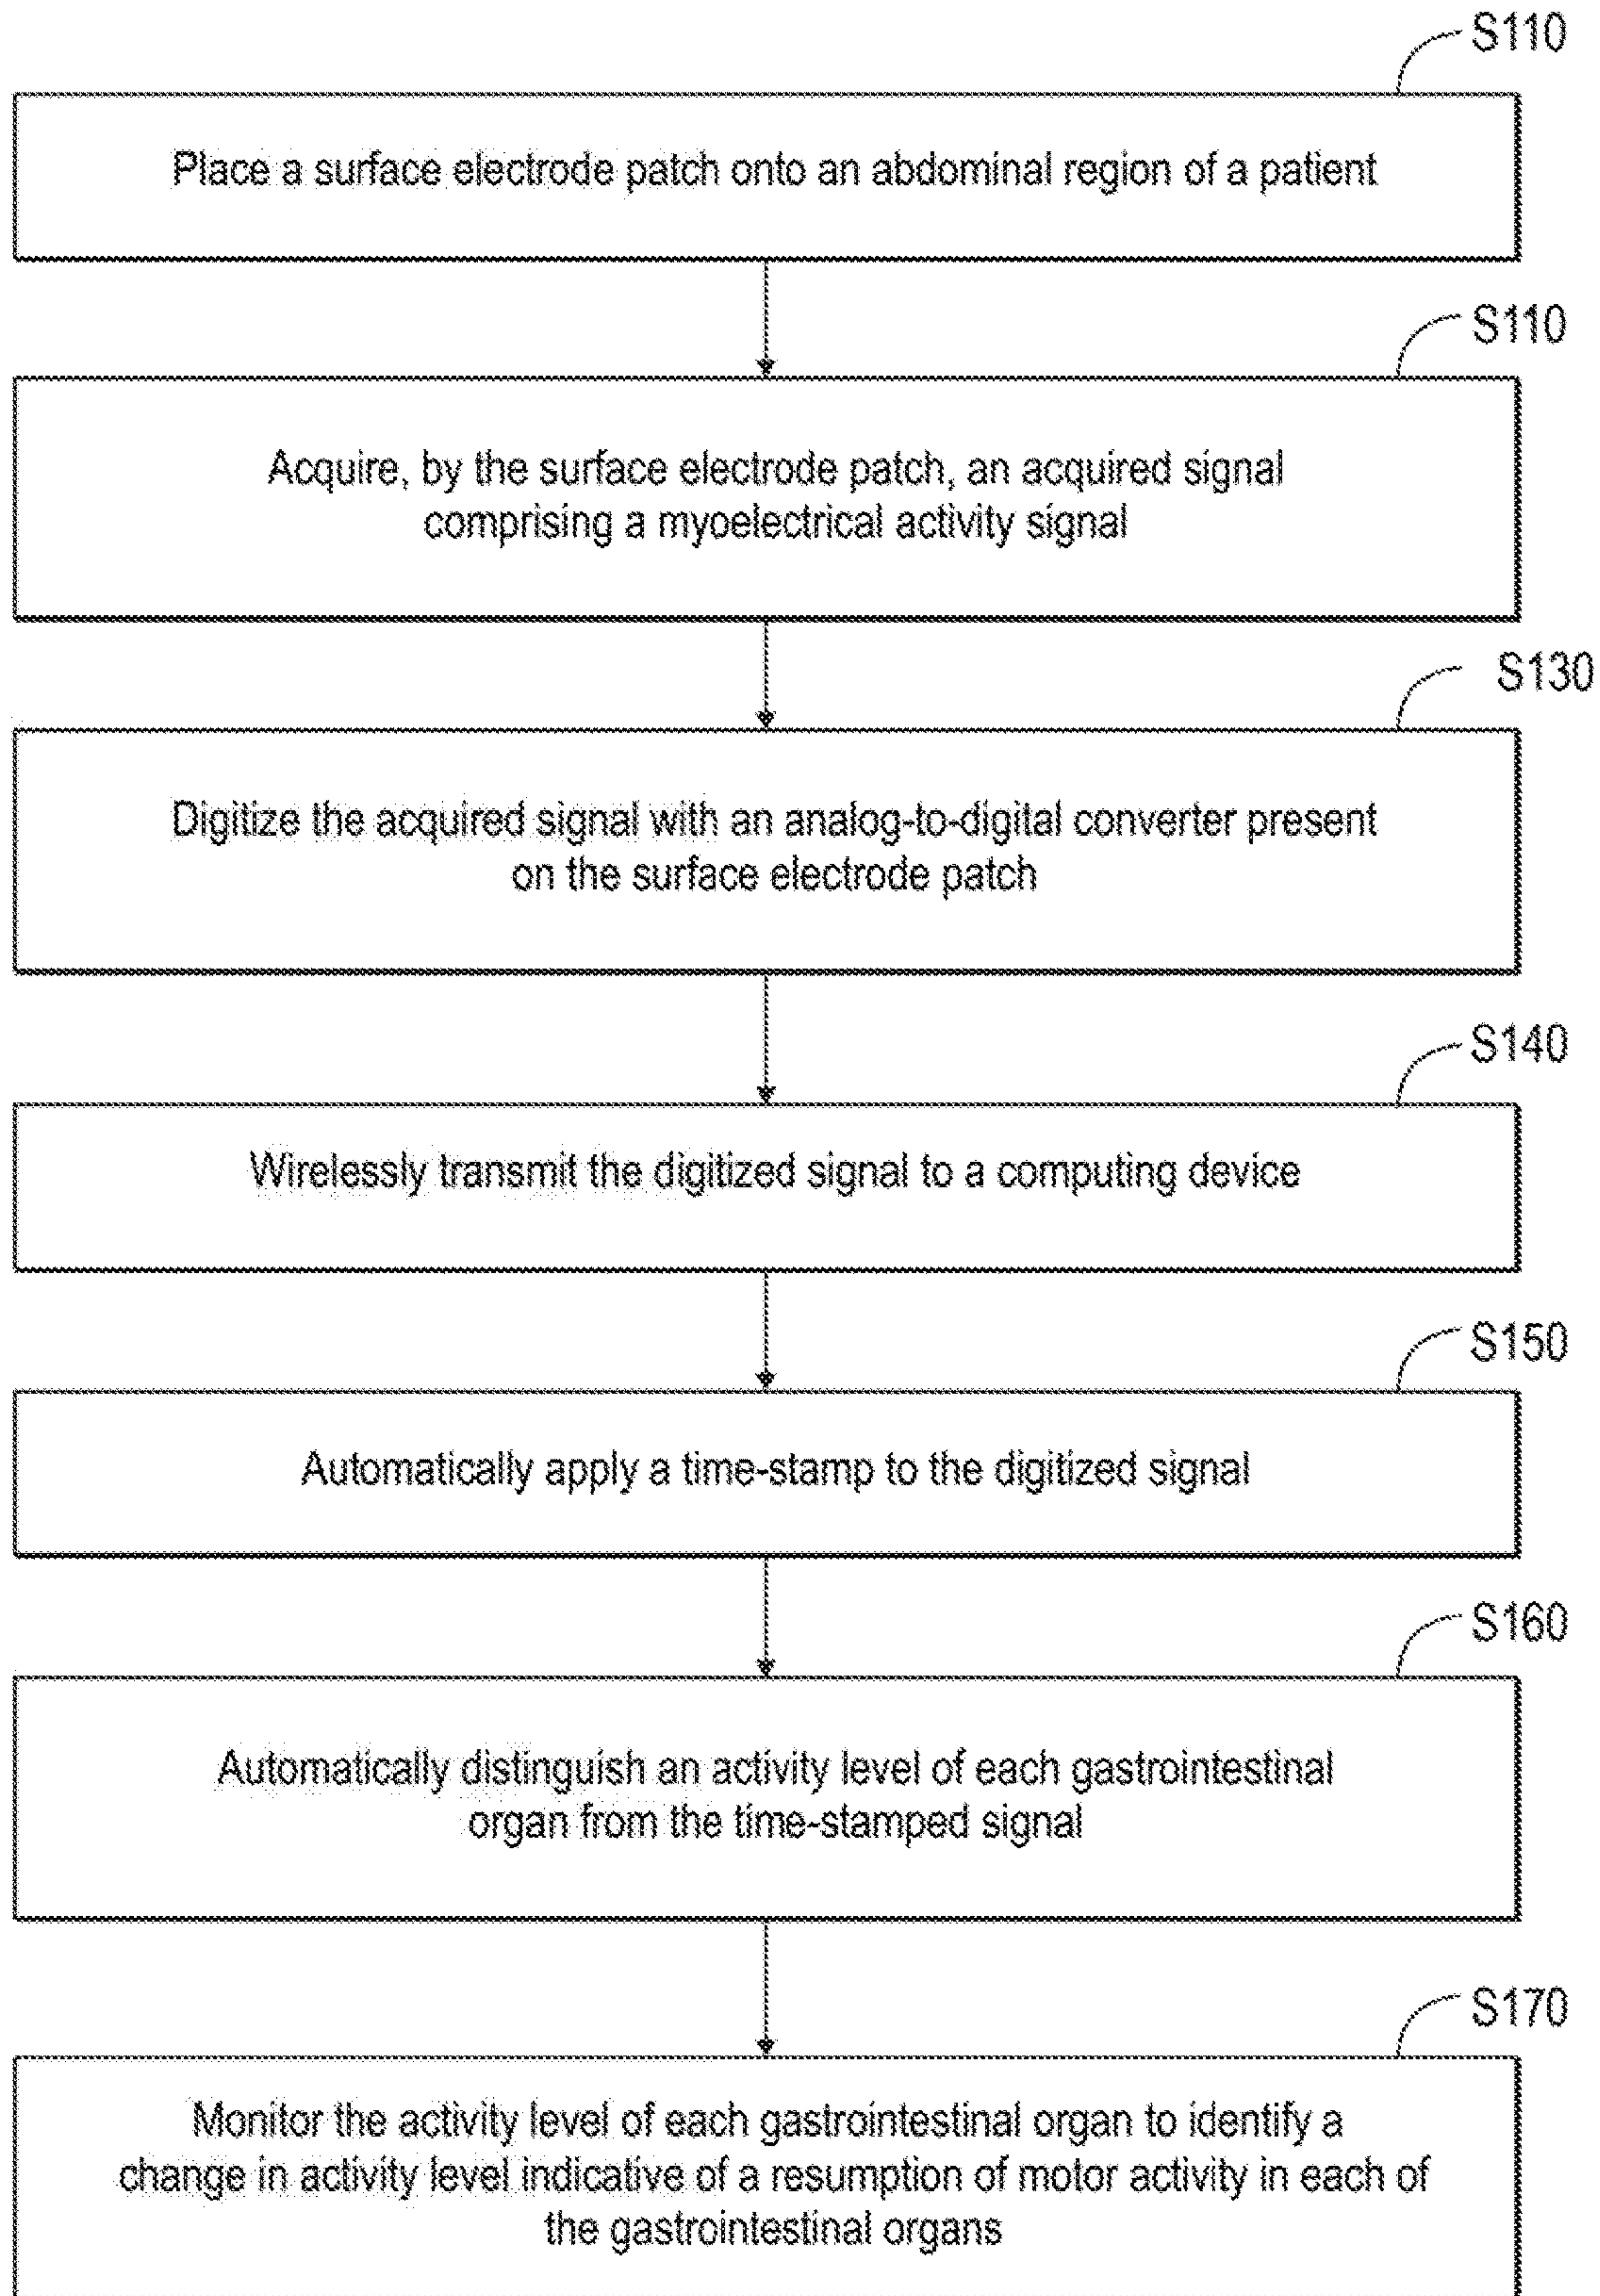 S110
Place a surface electrode patch onto an abdominal region of a patient
S110
Acquire, by the surface electrode patch, an acquired signal
comprising a myoelectrical activity signal
S130
Digitize the acquired signal with an analog-to-digital converter present
on the surface electrode patch
S140
Wirelessly transmit the digitized signal to a computing device
S150
Automatically apply a time-stamp to the digitized signal
S160
Automatically distinguish an activity level of each gastrointestinal
organ from the time-stamped signal
S170
Monitor the activity level of each gastrointestinal organ to identify a
change in activity level indicative of a resumption of motor activity in each of
the gastrointestinal organs